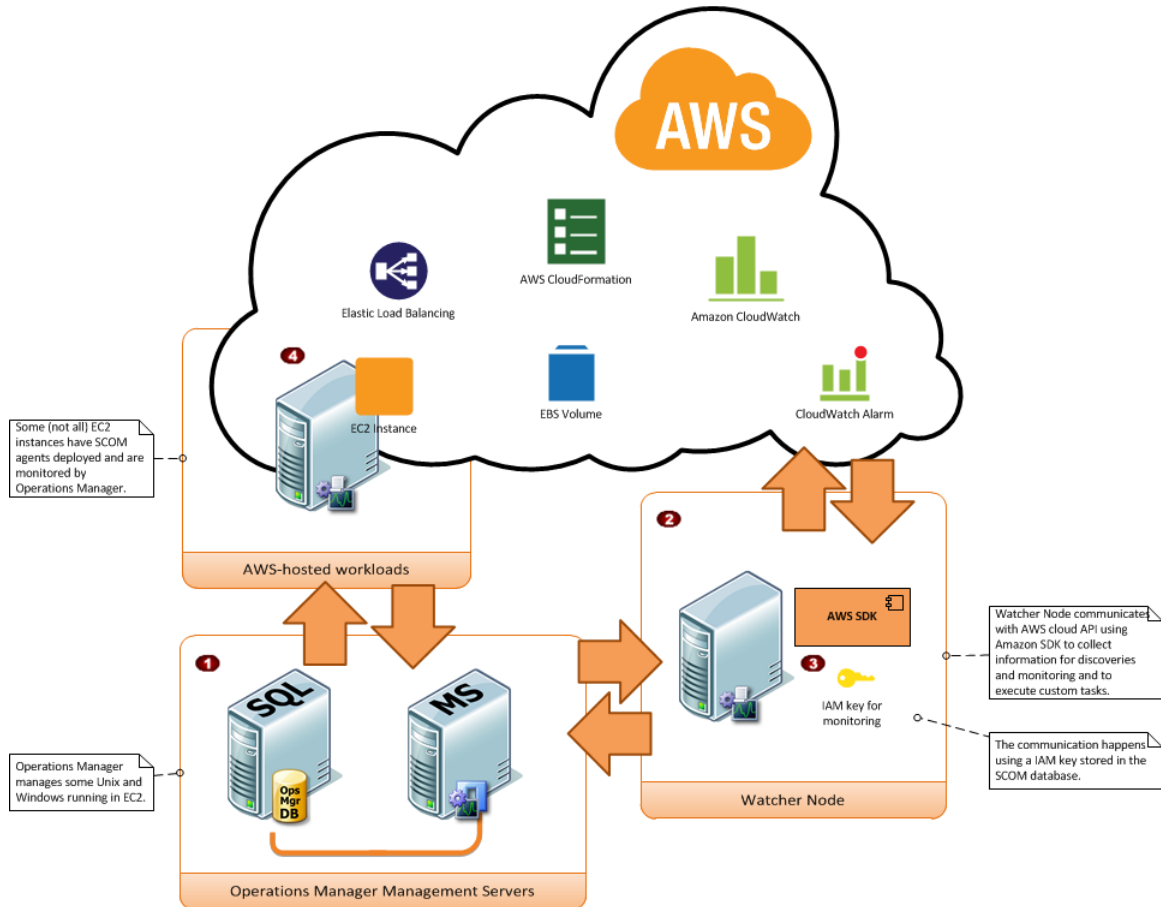 AWS
AWS CloudFormation
Elastic Load Balancing
Amazon CloudWatch
4
EC2 Instance
EBS Volume
CloudWatch Alarm
Some (not all) EC2
instances have SCOM
agents deployed and are
monitored by
Operations Manager.
AWS-hosted workloads
2
AWS SDK
3
IAM key for
monitoring
Watcher Node
Watcher Node communicates
with AWS cloud API using
Amazon SDK to collect
information for discoveries
and monitoring and to
execute custom tasks.
The communication happens
using a IAM key stored in the
SCOM database.
1
SQL
MS
Ops
Mgr
DB
Operations Manager
manages some Unix and
Windows running in EC2.
Operations Manager Management Servers